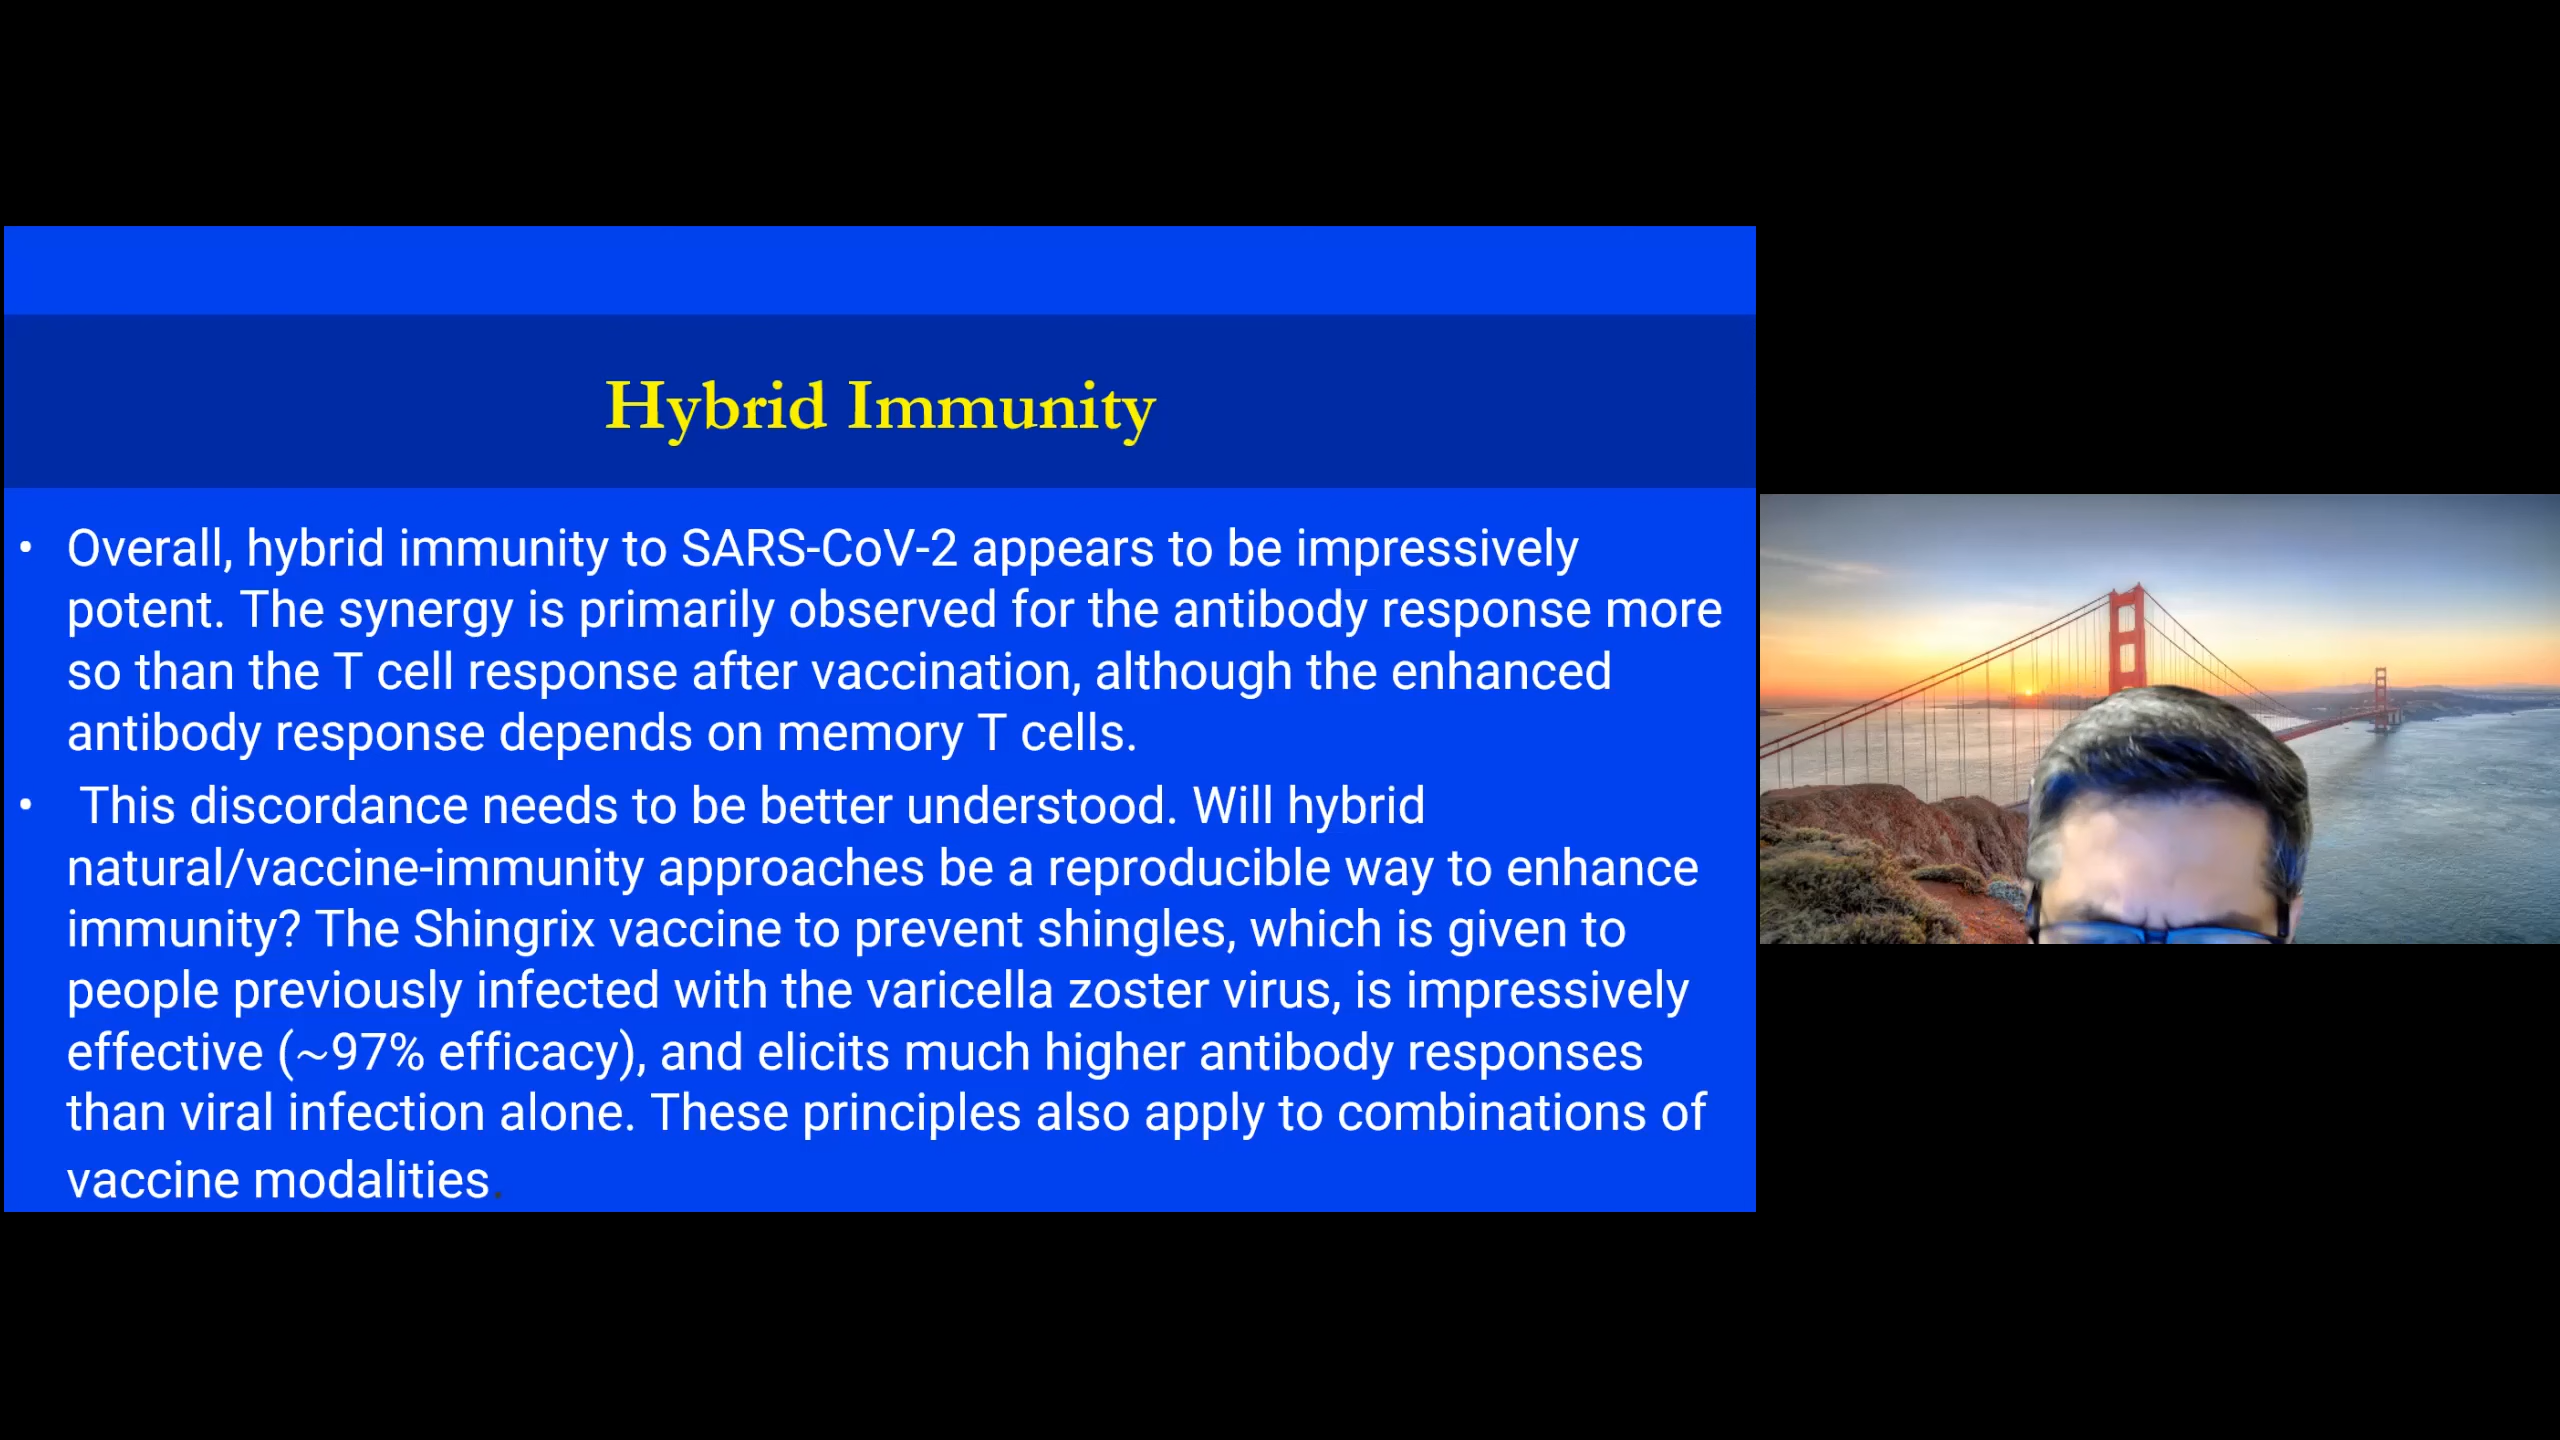 Hybrid Immunity
• Overall, hybrid immunity to SARS-CoV-2 appears to be impressively
potent. The synergy is primarily observed for the antibody response more
so than the T cell response after vaccination, although the enhanced
antibody response depends on memory T cells.
• This discordance needs to be better understood. Will hybrid
natural/vaccine-immunity approaches be a reproducible way to enhance
immunity? The Shingrix vaccine to prevent shingles, which is given to
people previously infected with the varicella zoster virus, is impressively
effective (~97% efficacy), and elicits much higher antibody responses
than viral infection alone. These principles also apply to combinations of
vaccine modalities.